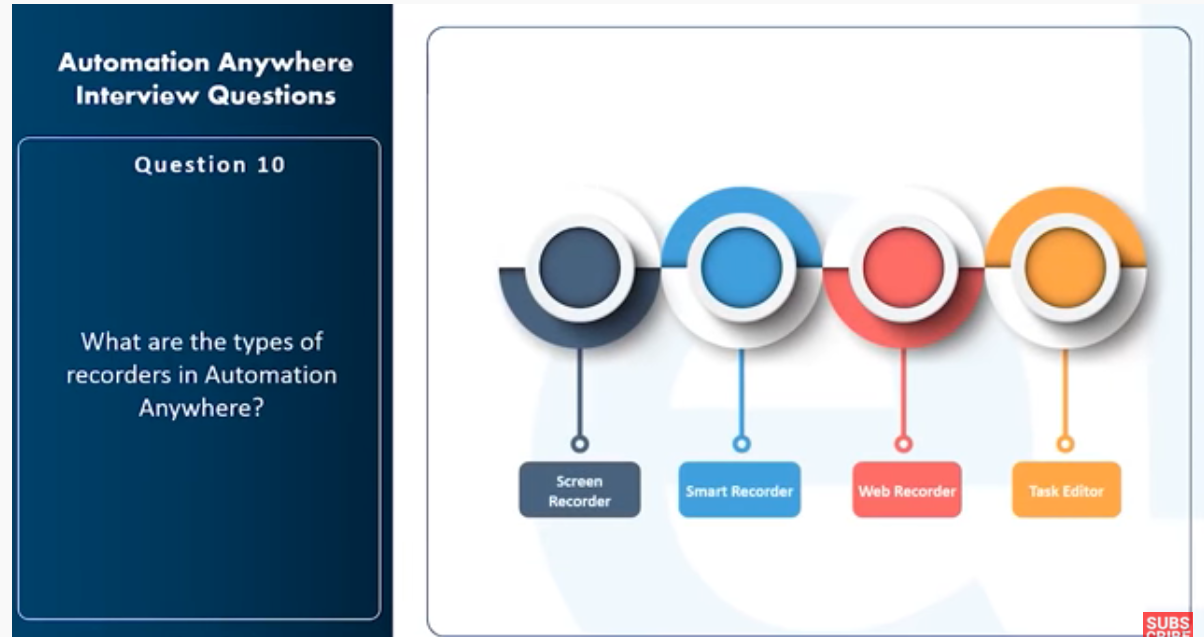 Automation Anywhere
Interview Questions
Question 10
What are the types of
recorders in Automation
Anywhere?
Screen
Recorder
Smart Recorder
Web Recorder
Task Editor
SUBS
CRIBE